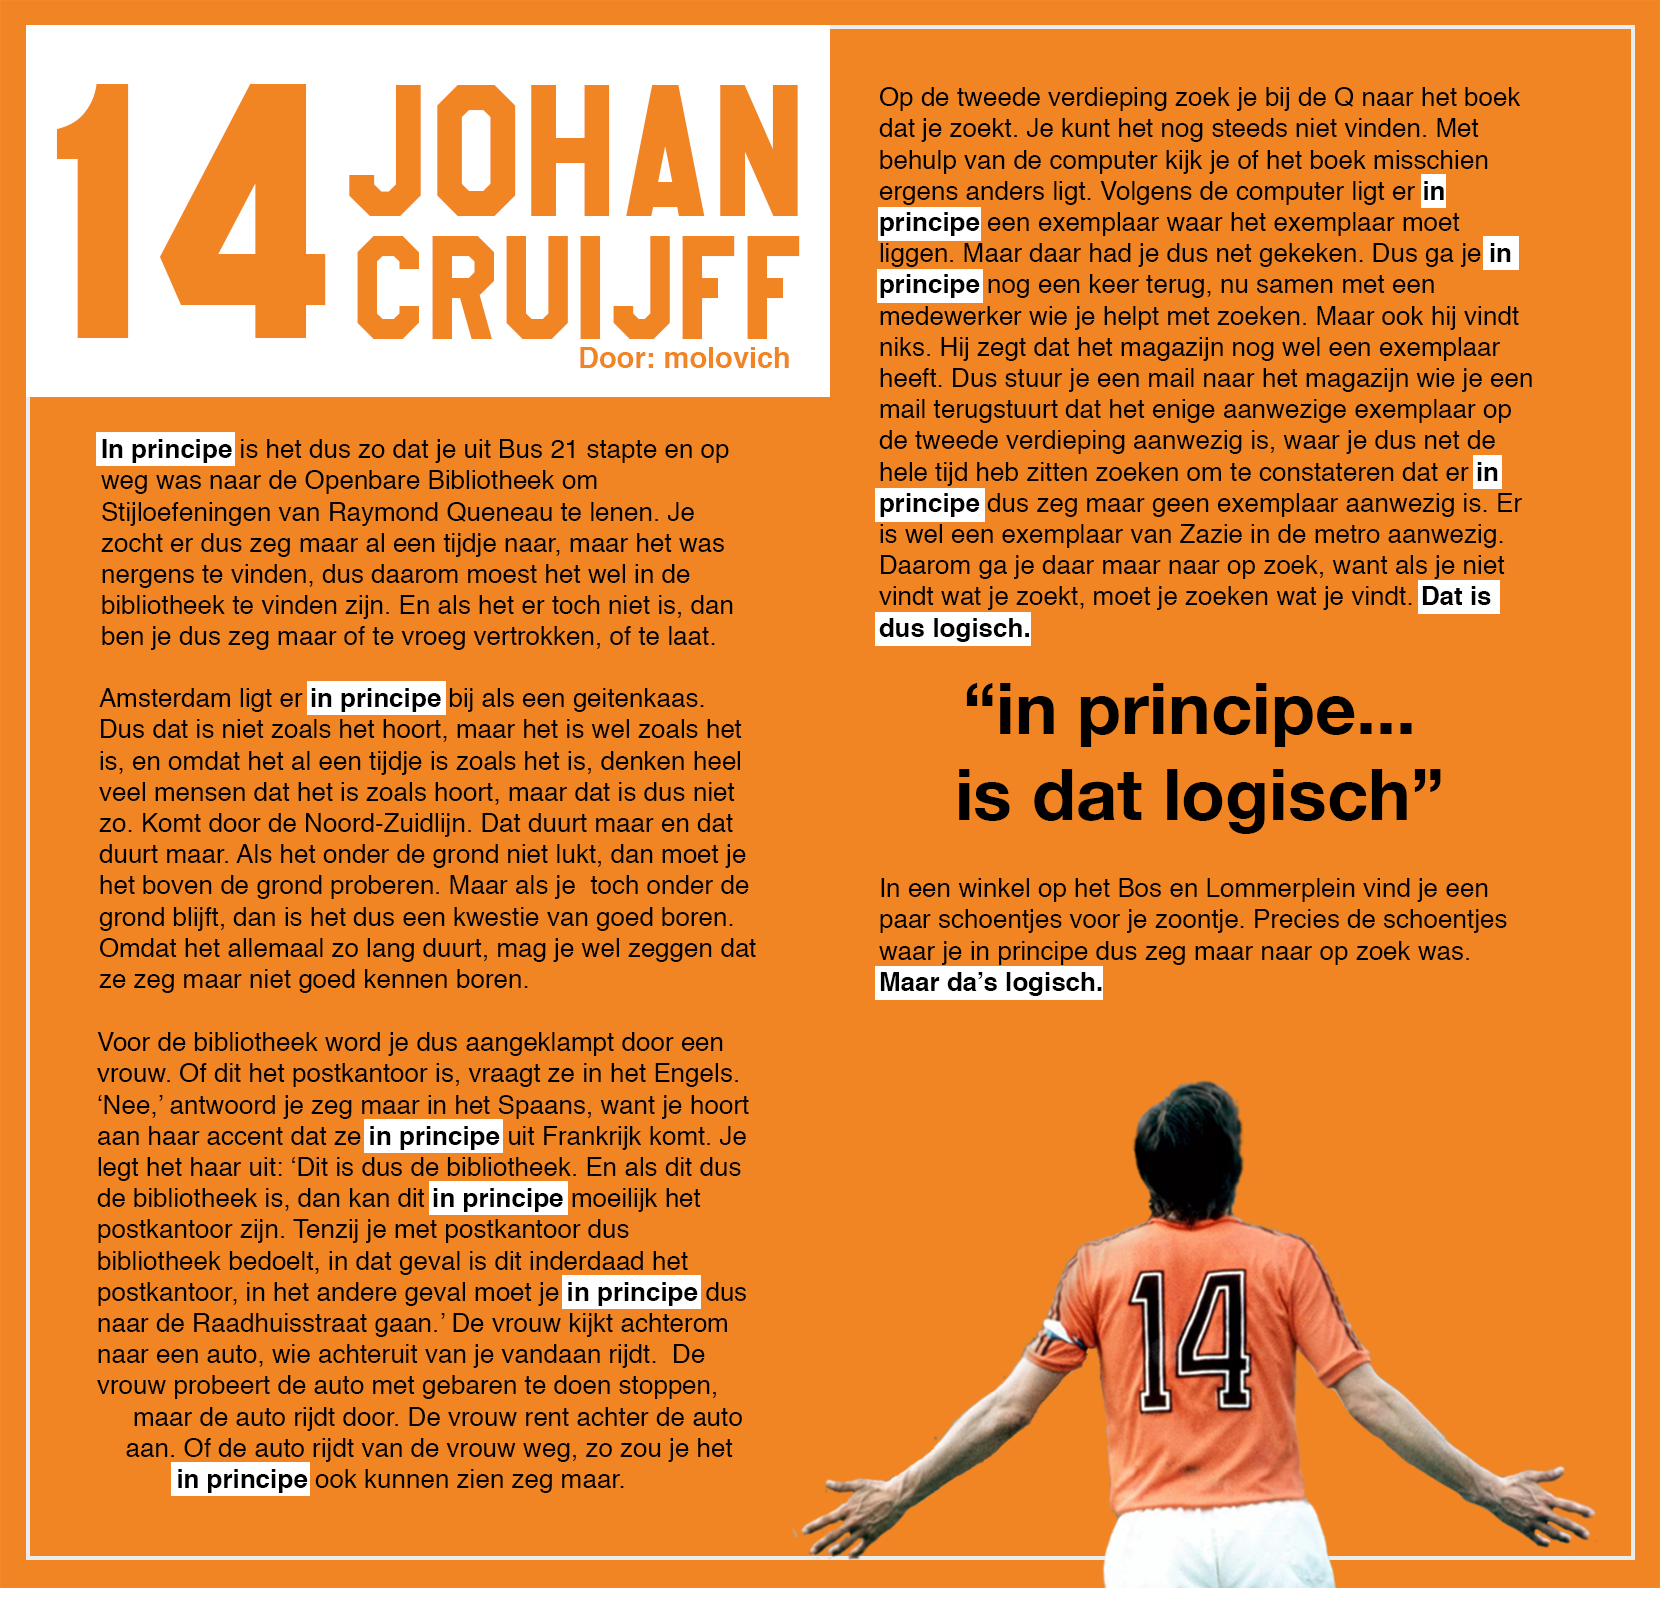 14 JOHAN
CRUIJFF
Door: molovich
In principe is het dus zo dat je uit Bus 21 stapte en op
weg was naar de Openbare Bibliotheek om
Stijloefeningen van Raymond Queneau te lenen. Je
zocht er dus zeg maar al een tijdje naar, maar het was
nergens te vinden, dus daarom moest het wel in de
bibliotheek te vinden zijn. En als het er toch niet is, dan
ben je dus zeg maar of te vroeg vertrokken, of te laat.
Amsterdam ligt er in principe bij als een geitenkaas.
Dus dat is niet zoals het hoort, maar het is wel zoals het
is, en omdat het al een tijdje is zoals het is, denken heel
veel mensen dat het is zoals hoort, maar dat is dus niet
zo. Komt door de Noord-Zuidlijn. Dat duurt maar en dat
duurt maar. Als het onder de grond niet lukt, dan moet je
het boven de grond proberen. Maar als je toch onder de
grond blijft, dan is het dus een kwestie van goed boren.
Omdat het allemaal zo lang duurt, mag je wel zeggen dat
ze zeg maar niet goed kennen boren.
Voor de bibliotheek word je dus aangeklampt door een
vrouw. Of dit het postkantoor is, vraagt ze in het Engels.
‘Nee,’ antwoord je zeg maar in het Spaans, want je hoort
aan haar accent dat ze in principe uit Frankrijk komt. Je
legt het haar uit: ‘Dit is dus de bibliotheek. En als dit dus
de bibliotheek is, dan kan dit in principe moeilijk het
postkantoor zijn. Tenzij je met postkantoor dus
bibliotheek bedoelt, in dat geval is dit inderdaad het
postkantoor, in het andere geval moet je in principe dus
naar de Raadhuisstraat gaan.’ De vrouw kijkt achterom
naar een auto, wie achteruit van je vandaan rijdt. De
vrouw probeert de auto met gebaren te doen stoppen,
maar de auto rijdt door. De vrouw rent achter de auto
aan. Of de auto rijdt van de vrouw weg, zo zou je het
in principe ook kunnen zien zeg maar.
Op de tweede verdieping zoek je bij de Q naar het boek
dat je zoekt. Je kunt het nog steeds niet vinden. Met
behulp van de computer kijk je of het boek misschien
ergens anders ligt. Volgens de computer ligt er in
principe een exemplaar waar het exemplaar moet
liggen. Maar daar had je dus net gekeken. Dus ga je in
principe nog een keer terug, nu samen met een
medewerker wie je helpt met zoeken. Maar ook hij vindt
niks. Hij zegt dat het magazijn nog wel een exemplaar
heeft. Dus stuur je een mail naar het magazijn wie je een
mail terugstuurt dat het enige aanwezige exemplaar op
de tweede verdieping aanwezig is, waar je dus net de
hele tijd heb zitten zoeken om te constateren dat er in
principe dus zeg maar geen exemplaar aanwezig is. Er
is wel een exemplaar van Zazie in de metro aanwezig.
Daarom ga je daar maar naar op zoek, want als je niet
vindt wat je zoekt, moet je zoeken wat je vindt. Dat is
dus logisch.
“in principe...
is dat logisch”
In een winkel op het Bos en Lommerplein vind je een
paar schoentjes voor je zoontje. Precies de schoentjes
waar je in principe dus zeg maar naar op zoek was.
Maar da’s logisch.
14